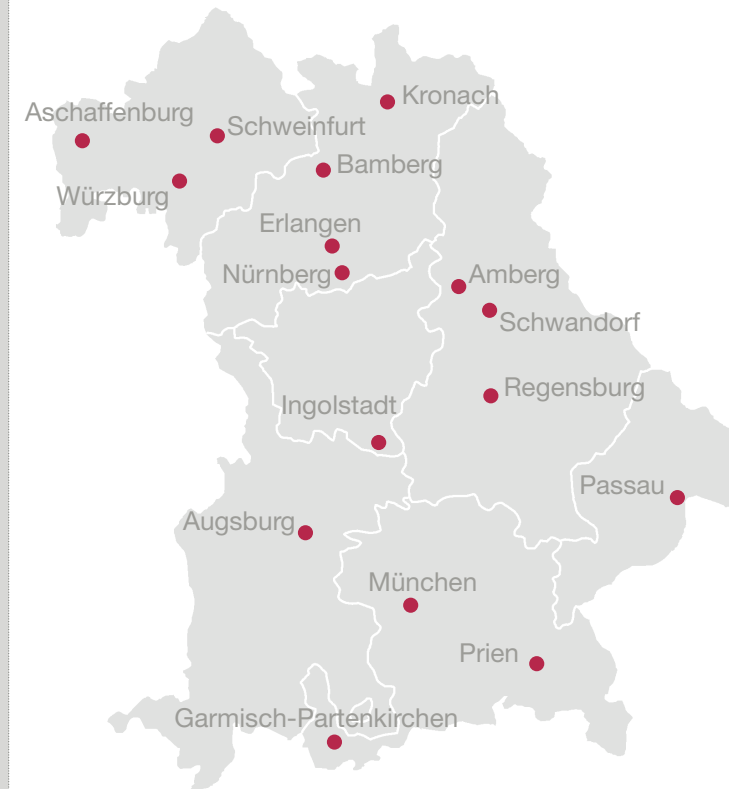 Kronach
Aschaffenburg
Schweinfurt
Bamberg
Würzburg
Erlangen
Nürnberg
Amberg
Schwandorf
Regensburg
Ingolstadt
Passau
Augsburg
München
Prien
Garmisch-Partenkirchen